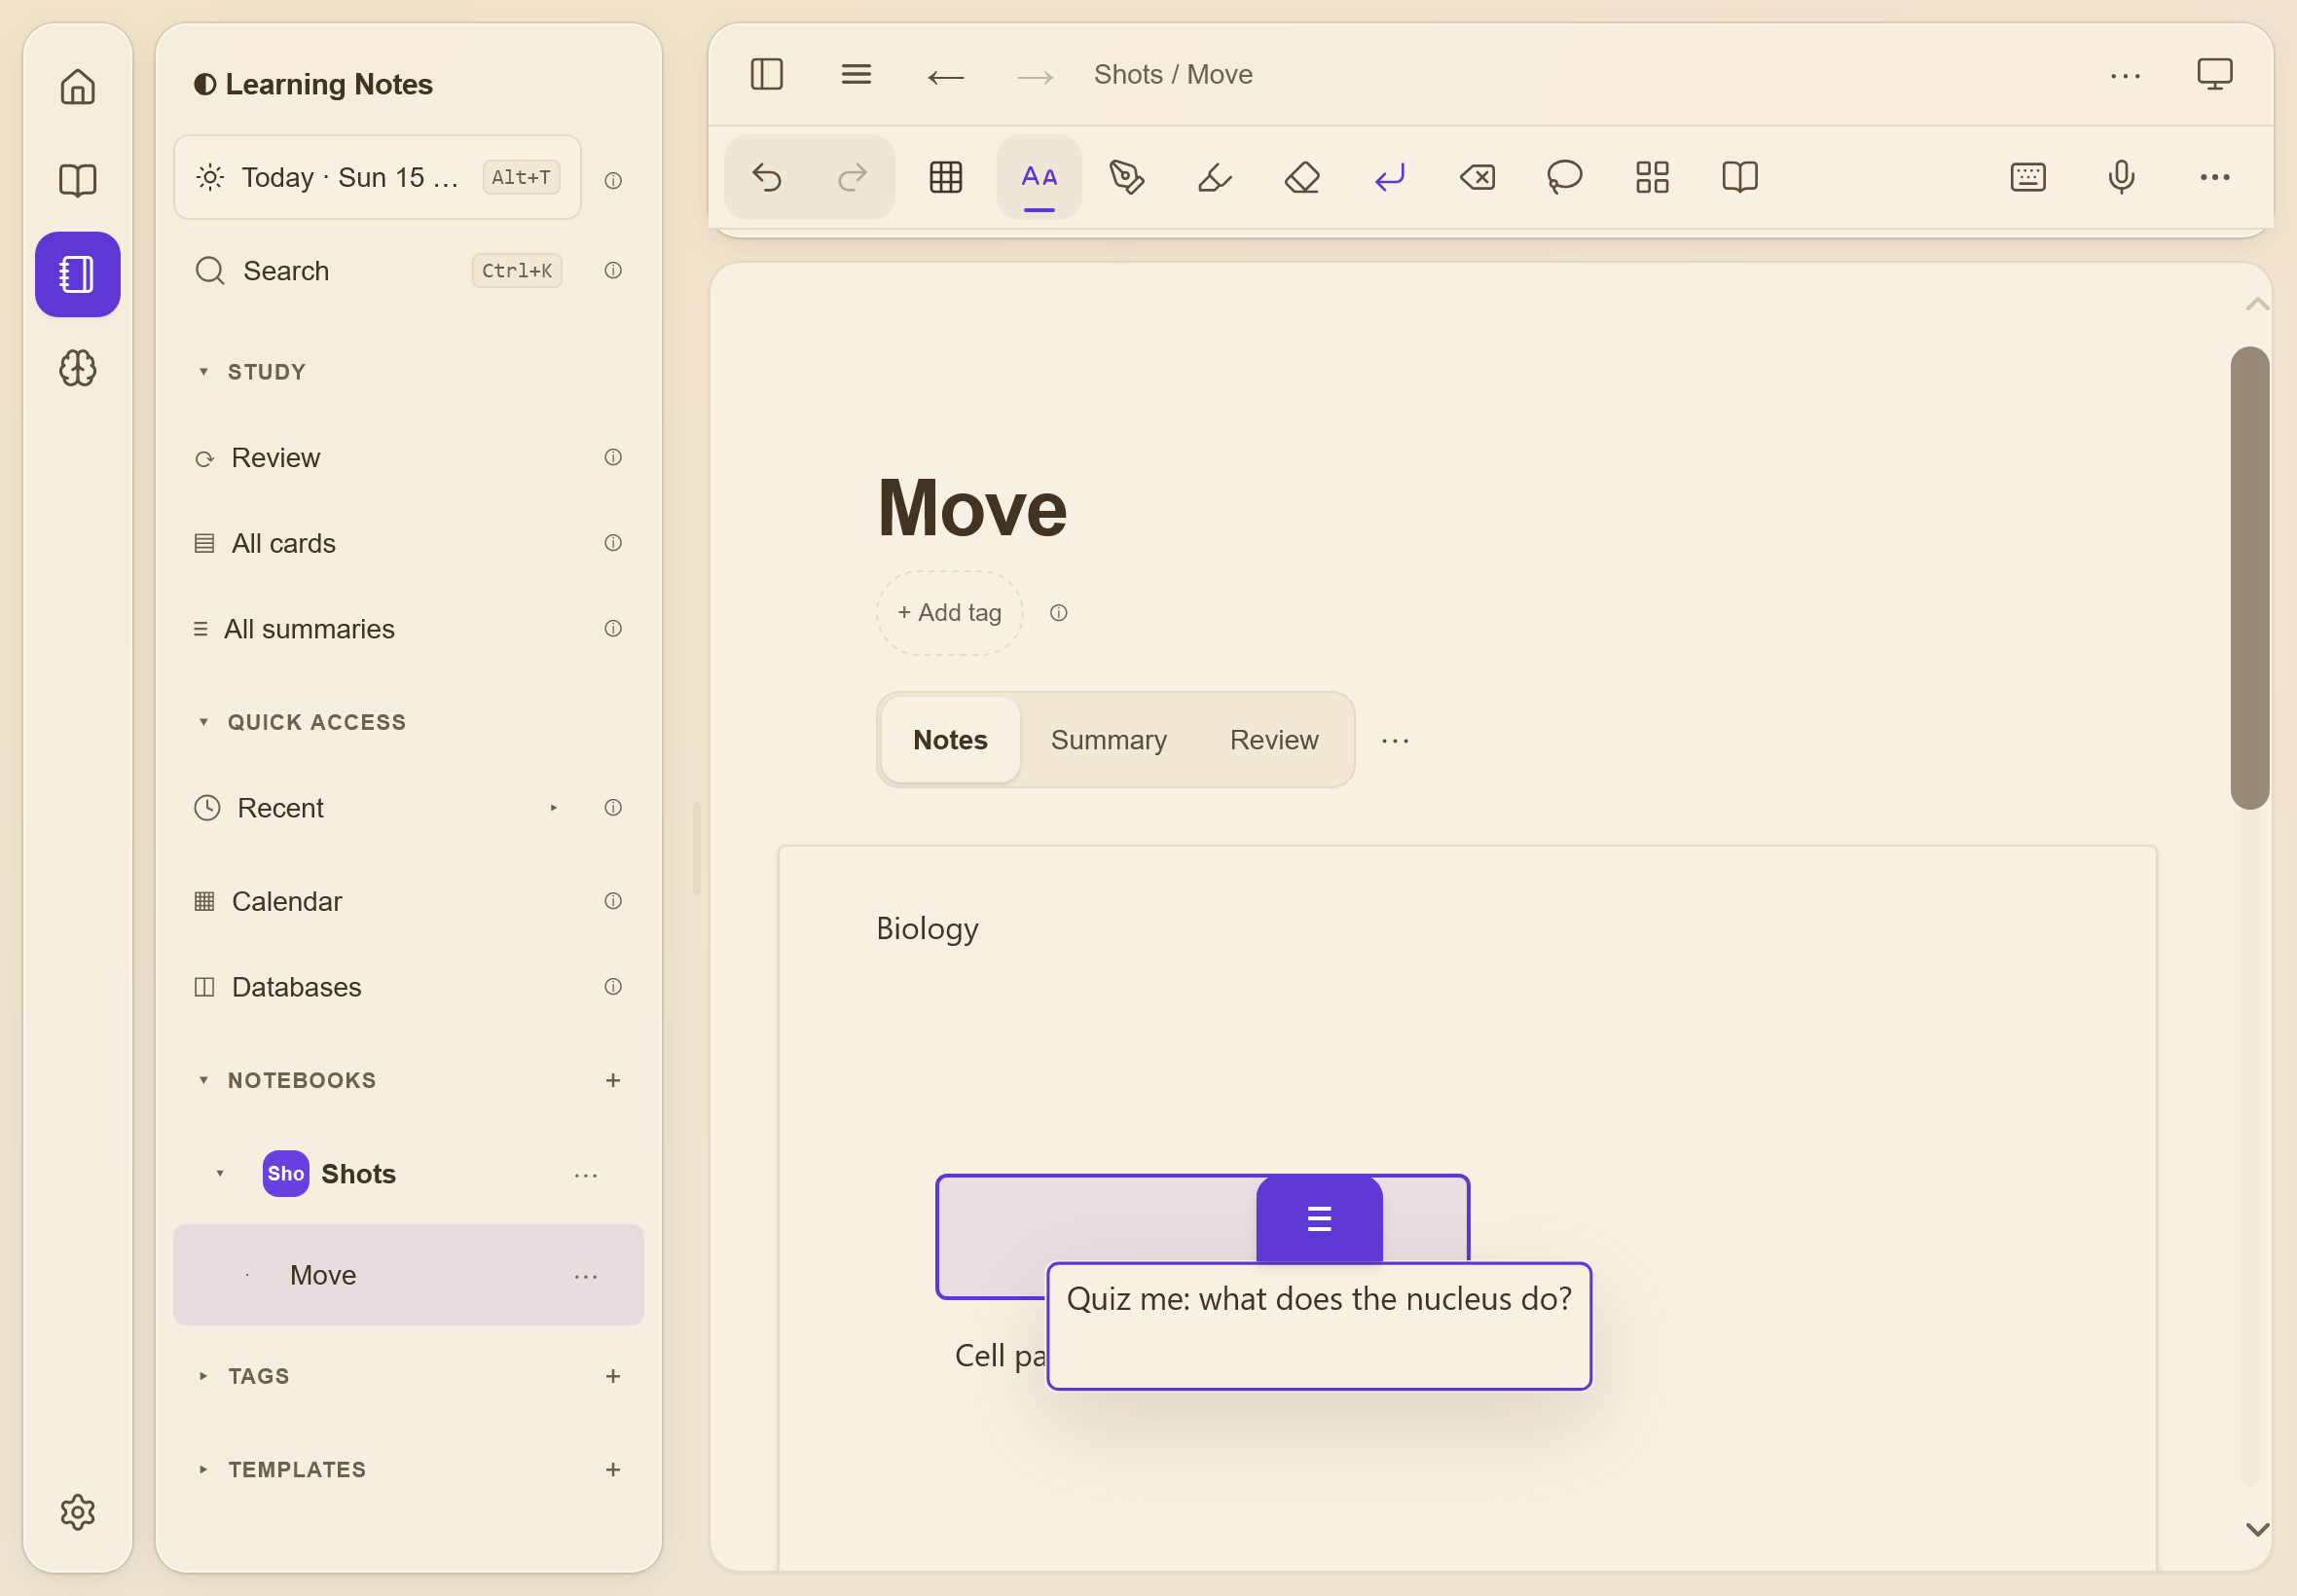 Learning Notes
Today · Sun 15 ... Alt+T
Search Ctrl+K
STUDY
Review
All cards
All summaries
QUICK ACCESS
Recent
Calendar
Databases
NOTEBOOKS
Sho Shots
Move
TAGS
TEMPLATES
Shots / Move
Move
+ Add tag
Notes Summary Review
Biology
Quiz me: what does the nucleus do?
Cell pa